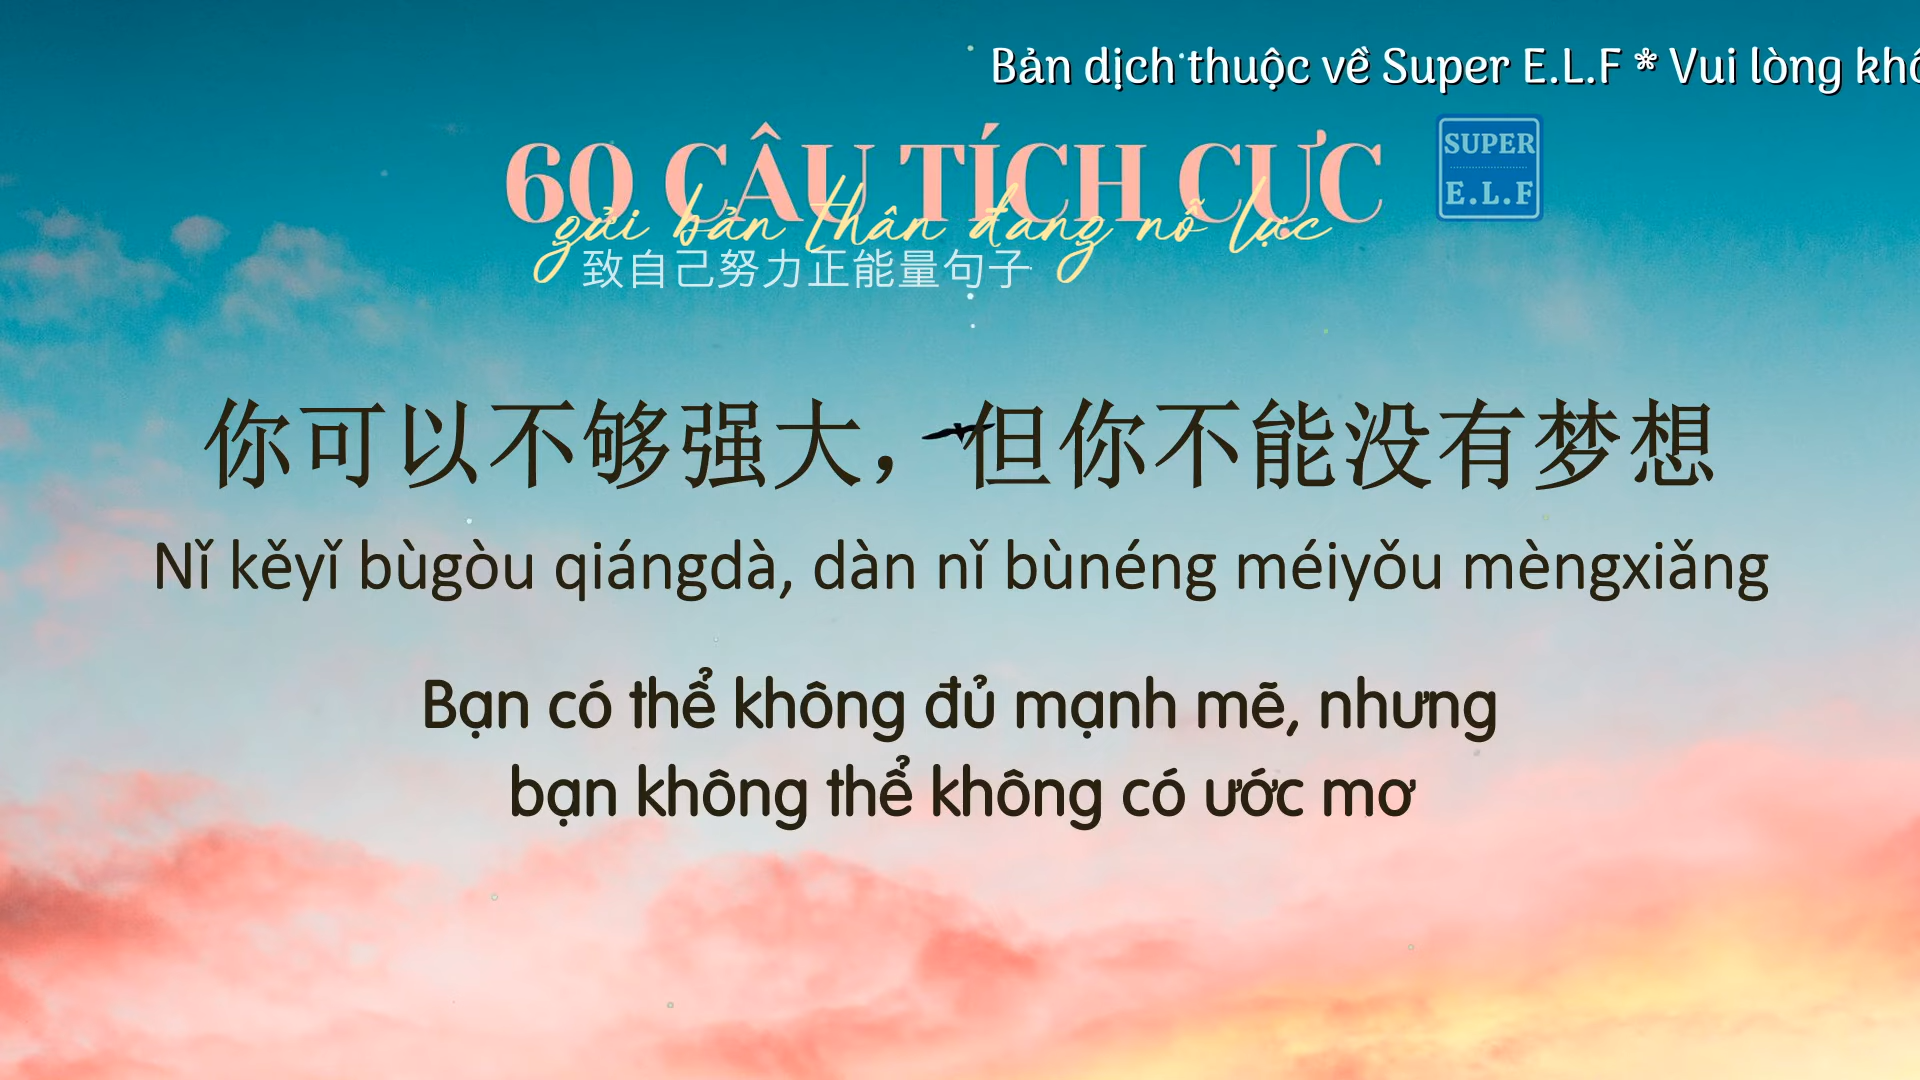 Bản dịch thuộc về Super E.L.F * Vui lòng
60 CÂU TÍCH CỰC
SUPER
E.L.F
gửi bản thân đang nỗ lực
致自己努力正能量句子
你可以不够强大，但你不能没有梦想
Nǐ kěyǐ bùgòu qiángdà, dàn nǐ bùnéng méiyǒu mèngxiǎng
Bạn có thể không đủ mạnh mẽ, nhưng
bạn không thể không có ước mơ